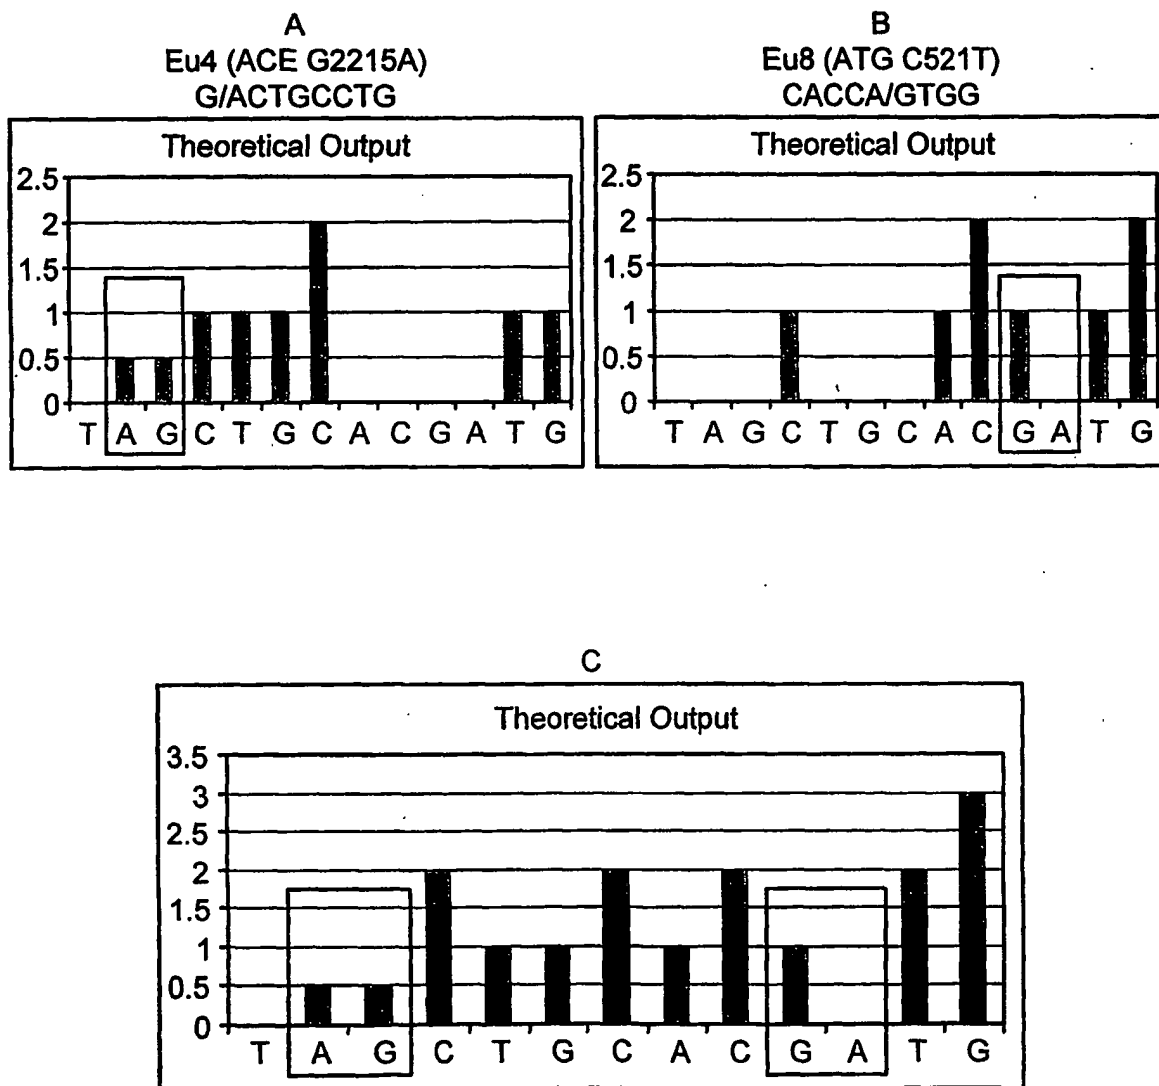 A
Eu4 (ACE G2215A)
G/ACTGCCTG
Theoretical Output
2.5
2
1.5
1
0.5
0
T A G C T G C A C G A T G
B
Eu8 (ATG C521T)
CACCA/GTGG
Theoretical Output
2.5
2
1.5
1
0.5
0
T A G C T G C A C G A T G
C
Theoretical Output
3.5
3
2.5
2
1.5
1
0.5
0
T A G C T G C A C G A T G